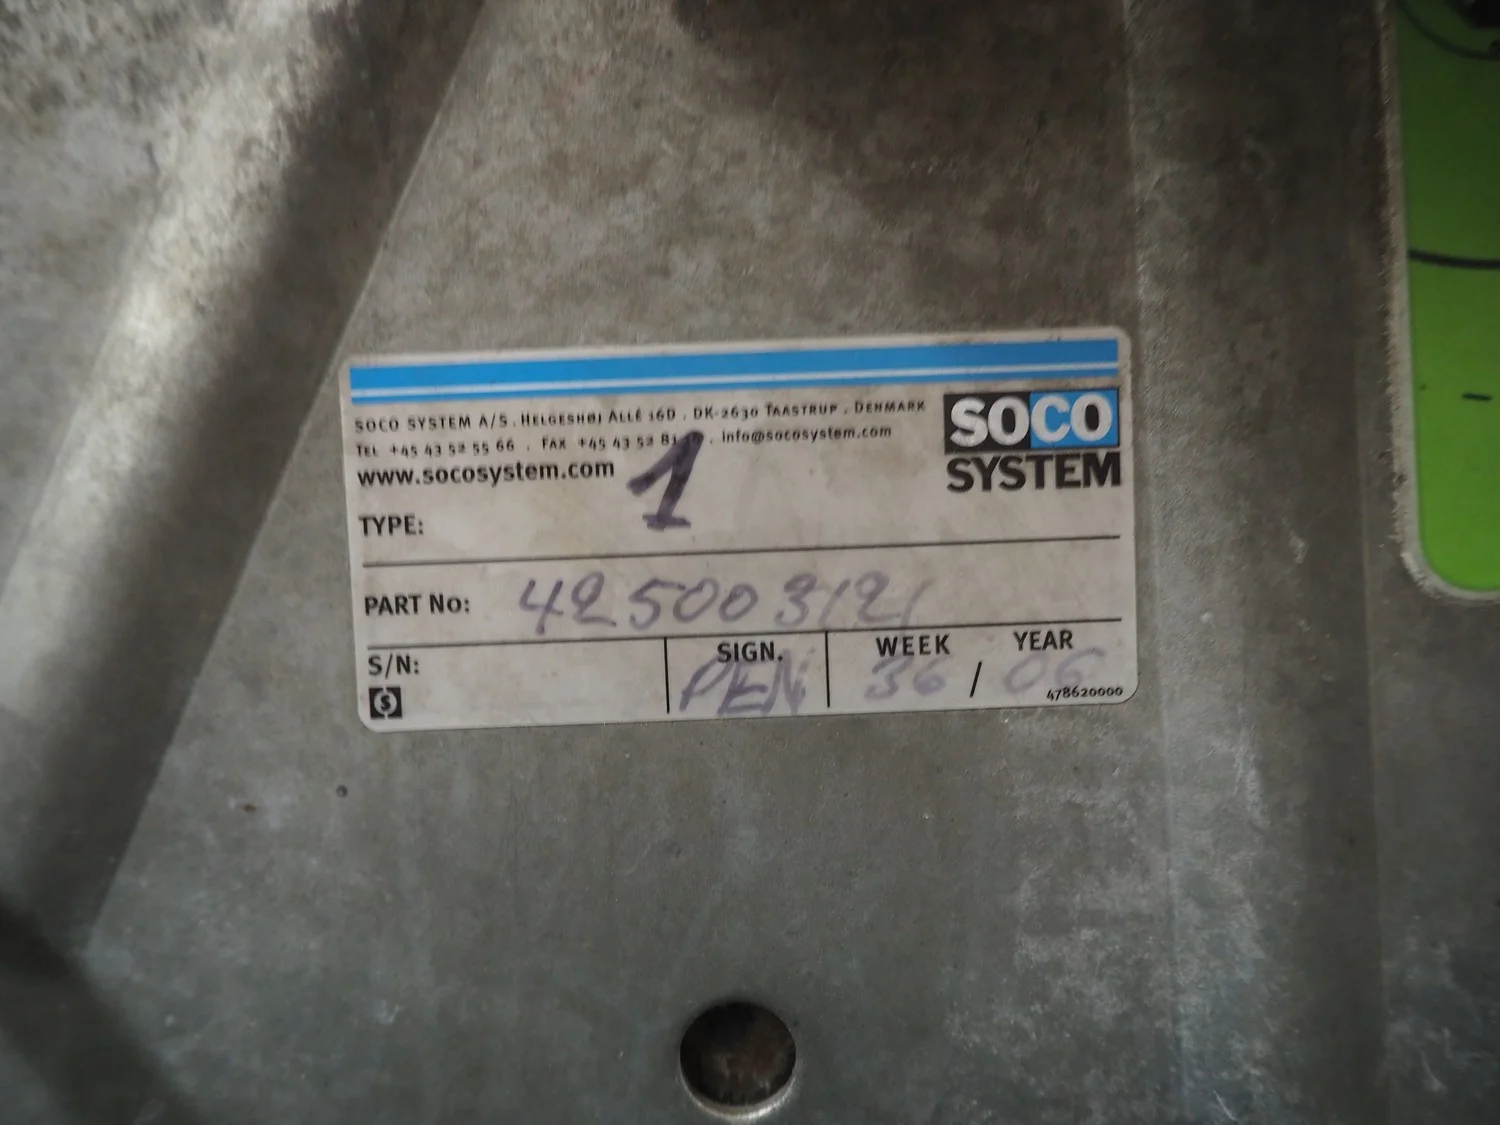 SOCO SYSTEM A/S . HELGESHØJ ALLÉ 16D . DK-2630 TAASTRUP . DENMARK
TEL +45 43 52 55 66 . FAX +45 43 52 81 . info@socosystem.com
www.socosystem.com
1
SOCO
SYSTEM
TYPE:
PART No: 425003121
S/N:
SIGN.
PEN
WEEK YEAR
36 / 06
478620000